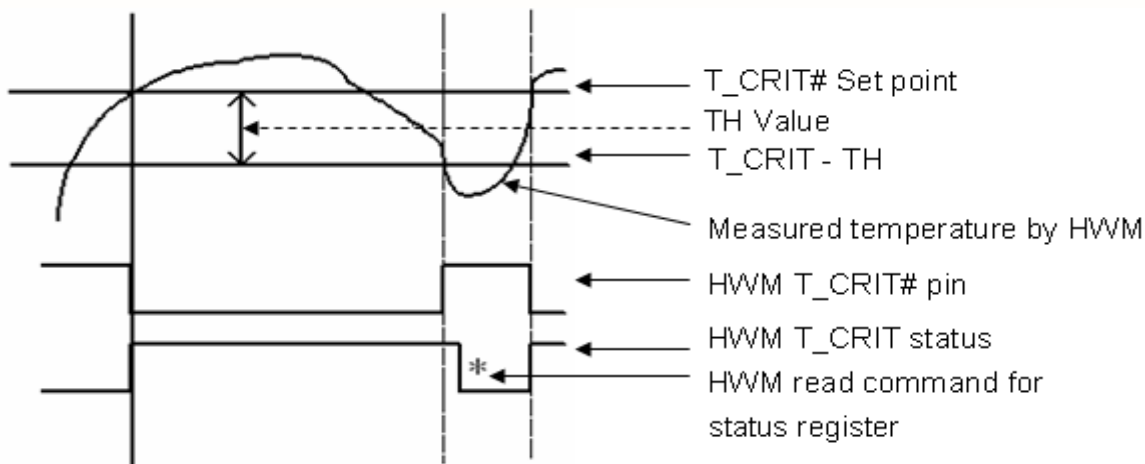 T_CRIT# Set point
TH Value
T_CRIT - TH
Measured temperature by HWM
HWM T_CRIT# pin
HWM T_CRIT status
*
HWM read command for
status register